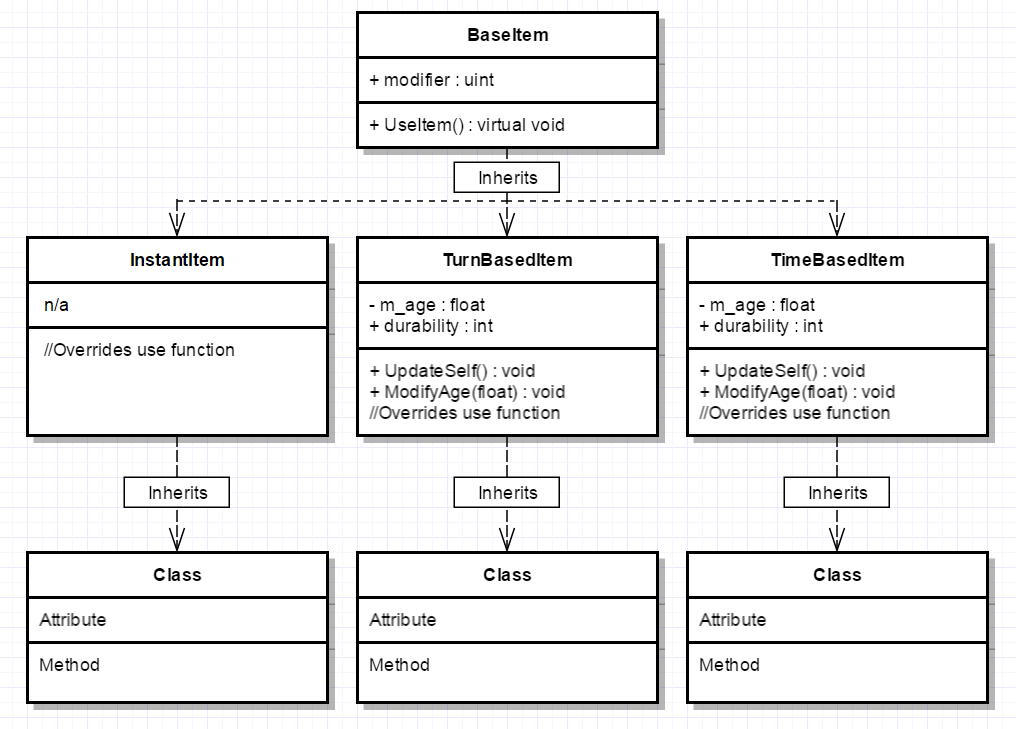 BaseItem
+ modifier : uint
+ UseItem() : virtual void
Inherits
InstantItem
n/a
//Overrides use function
TurnBasedItem
- m_age : float
+ durability : int
+ UpdateSelf() : void
+ ModifyAge(float) : void
//Overrides use function
TimeBasedItem
- m_age : float
+ durability : int
+ UpdateSelf() : void
+ ModifyAge(float) : void
//Overrides use function
Inherits
Inherits
Inherits
Class
Attribute
Method
Class
Attribute
Method
Class
Attribute
Method